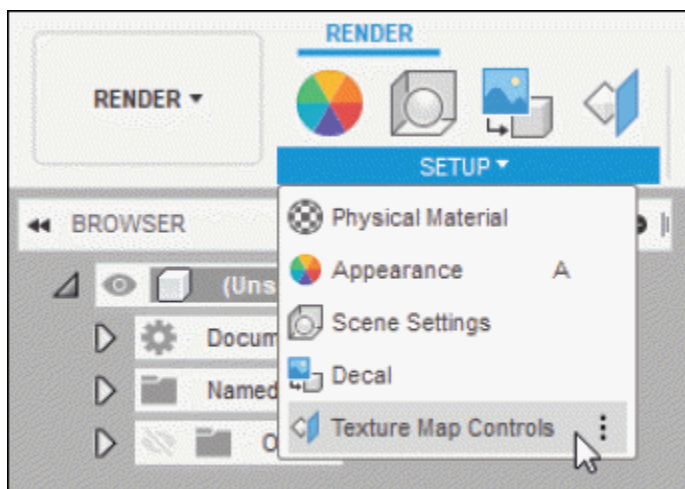 RENDER
RENDER
SETUP
BROWSER
Physical Material
Appearance A
(Uns
Scene Settings
Docum
Decal
Named
Texture Map Controls
O